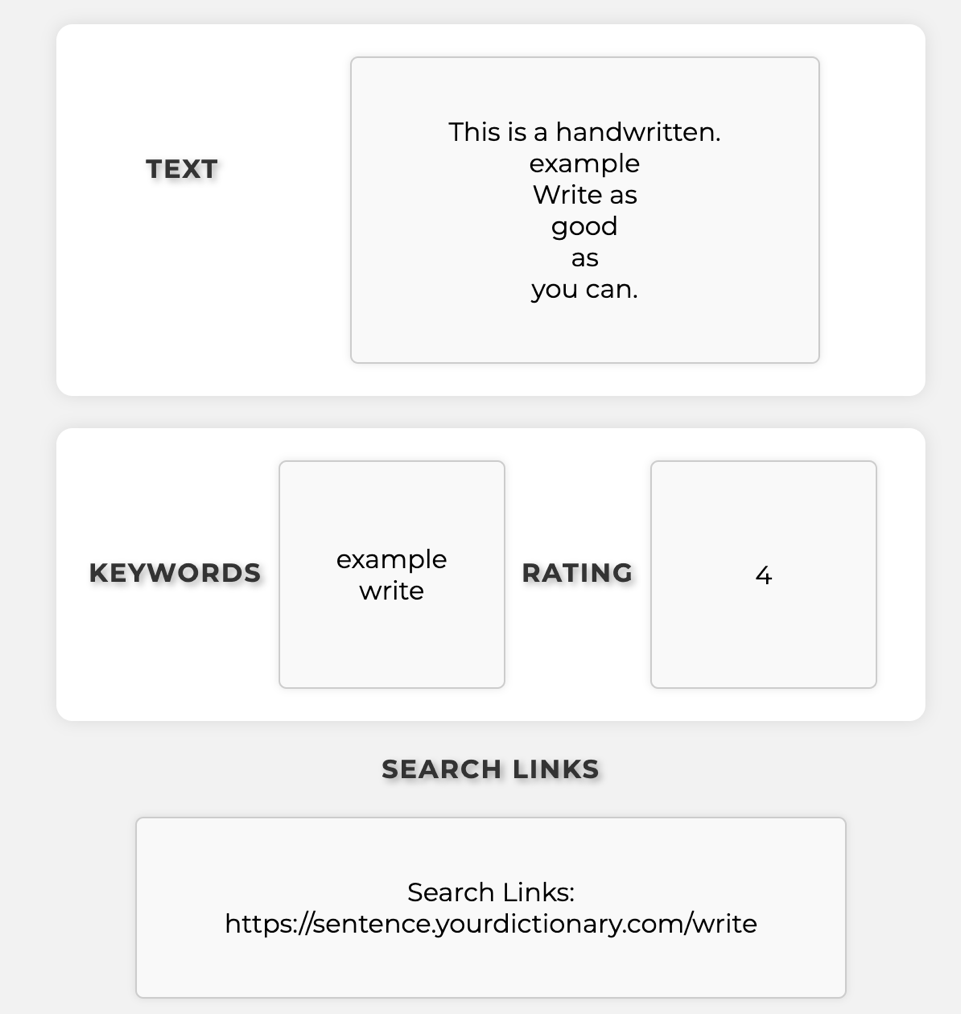 TEXT
This is a handwritten.
example
Write as
good
as
you can.
KEYWORDS
example
write
RATING
4
SEARCH LINKS
Search Links:
https://sentence.yourdictionary.com/write